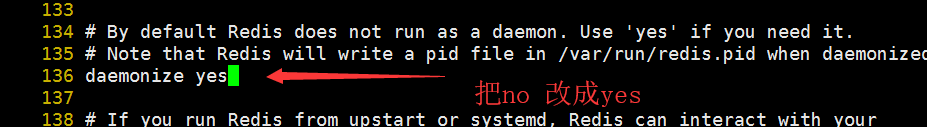 133
134 # By default Redis does not run as a daemon. Use 'yes' if you need it.
135 # Note that Redis will write a pid file in /var/run/redis.pid when daemonized
136 daemonize yes
把no 改成yes
137
138 # If you run Redis from upstart or systemd, Redis can interact with your